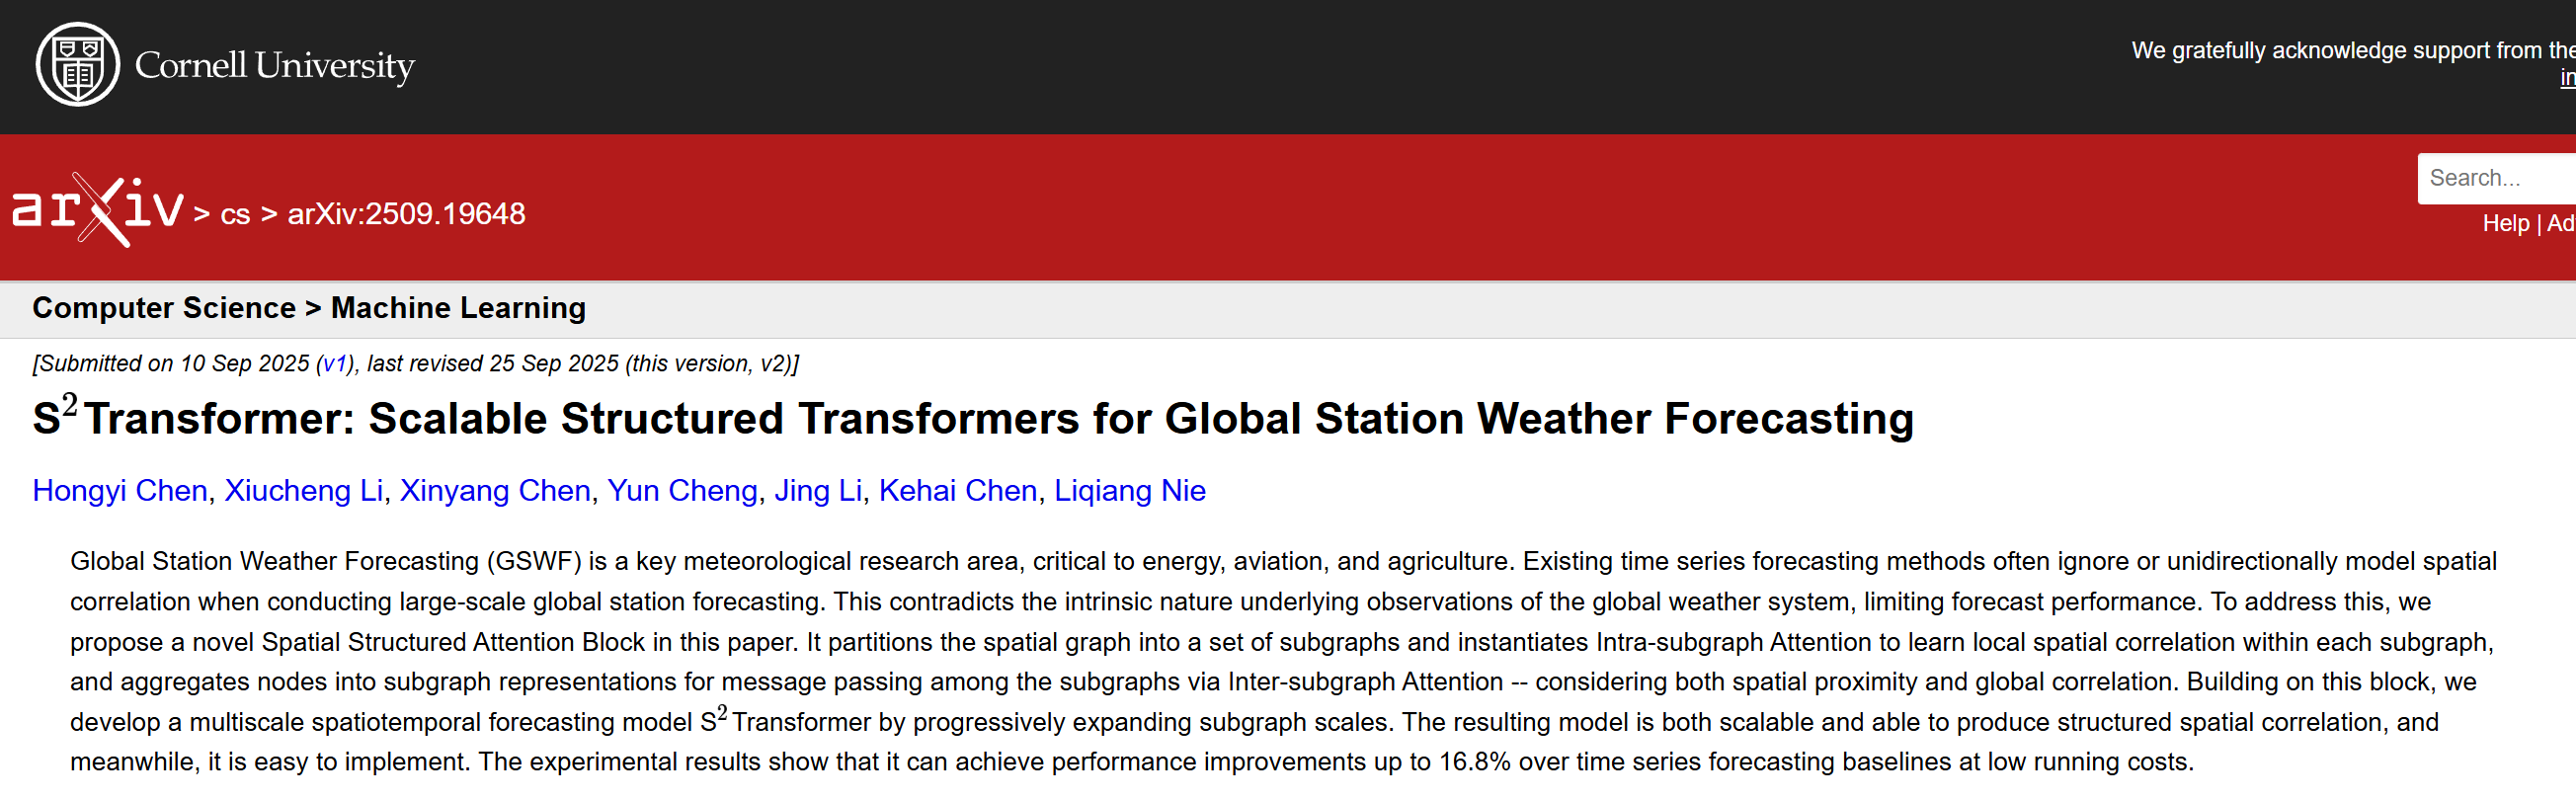 Cornell University
We gratefully acknowledge support from the
in
arXiv > cs > arXiv:2509.19648
Search...
Help | Ad
Computer Science > Machine Learning
[Submitted on 10 Sep 2025 (v1), last revised 25 Sep 2025 (this version, v2)]
S² Transformer: Scalable Structured Transformers for Global Station Weather Forecasting
Hongyi Chen, Xiucheng Li, Xinyang Chen, Yun Cheng, Jing Li, Kehai Chen, Liqiang Nie
Global Station Weather Forecasting (GSWF) is a key meteorological research area, critical to energy, aviation, and agriculture. Existing time series forecasting methods often ignore or unidirectionally model spatial
correlation when conducting large-scale global station forecasting. This contradicts the intrinsic nature underlying observations of the global weather system, limiting forecast performance. To address this, we
propose a novel Spatial Structured Attention Block in this paper. It partitions the spatial graph into a set of subgraphs and instantiates Intra-subgraph Attention to learn local spatial correlation within each subgraph,
and aggregates nodes into subgraph representations for message passing among the subgraphs via Inter-subgraph Attention -- considering both spatial proximity and global correlation. Building on this block, we
develop a multiscale spatiotemporal forecasting model S² Transformer by progressively expanding subgraph scales. The resulting model is both scalable and able to produce structured spatial correlation, and
meanwhile, it is easy to implement. The experimental results show that it can achieve performance improvements up to 16.8% over time series forecasting baselines at low running costs.